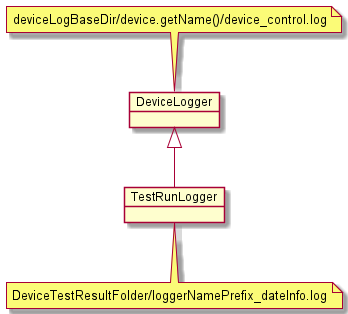 deviceLogBaseDir/device.getName()/device_control.log
DeviceLogger
TestRunLogger
DeviceTestResultFolder/loggerNamePrefix_dateInfo.log